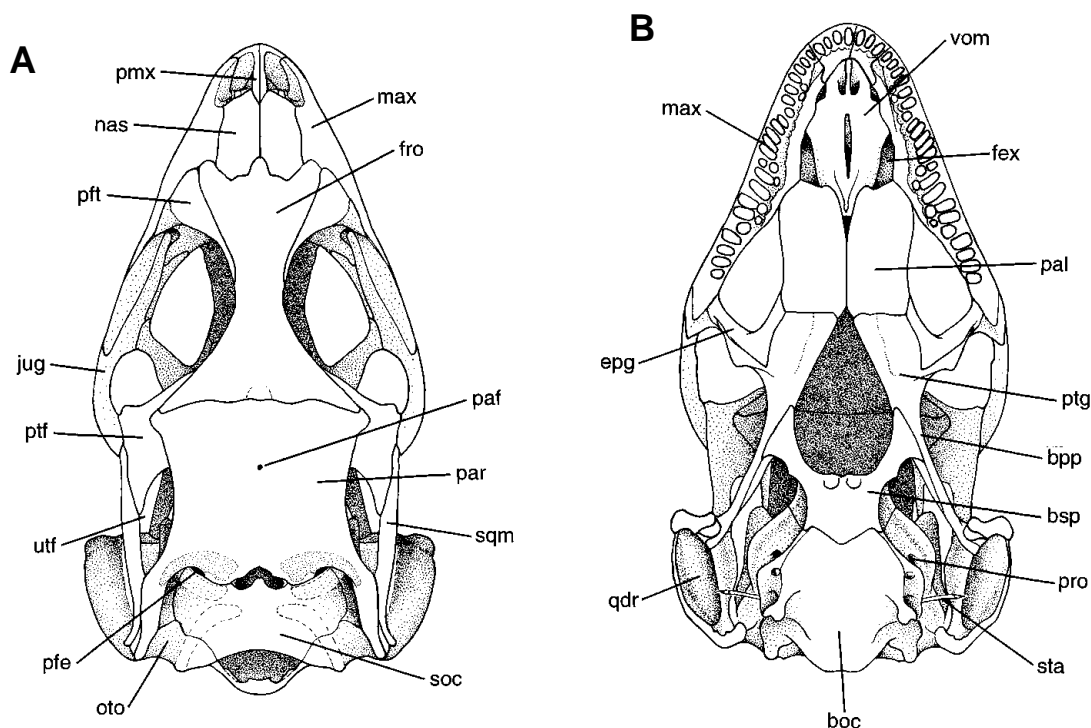 A
pmx
max
nas
fro
pft
jug
ptf
paf
par
utf
sqm
pfe
soc
oto
B
vom
max
fex
pal
epg
ptg
bpp
bsp
qdr
pro
sta
boc